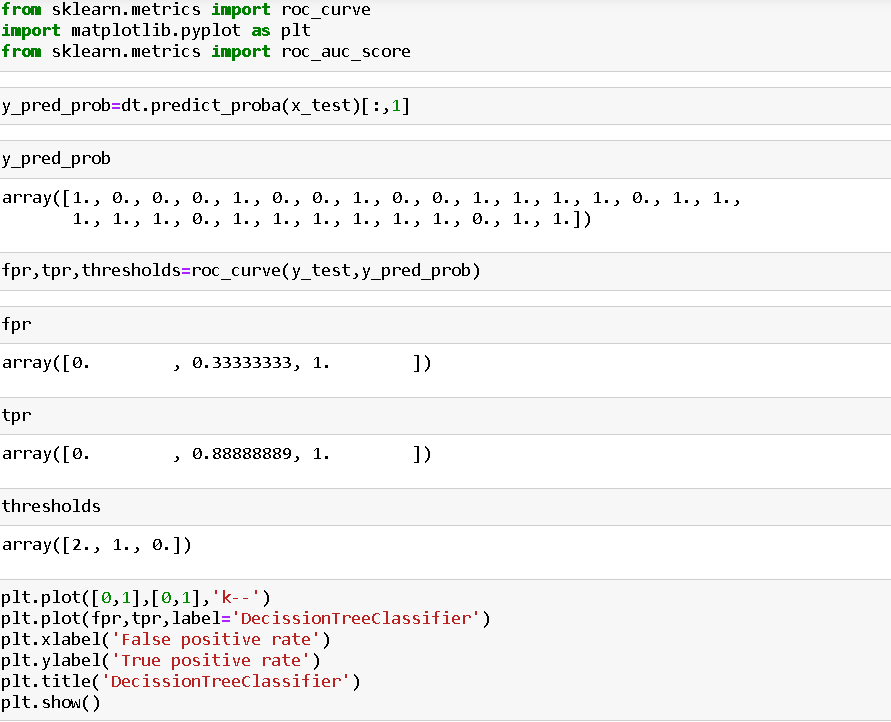 from sklearn.metrics import roc_curve
import matplotlib.pyplot as plt
from sklearn.metrics import roc_auc_score
y_pred_prob=dt.predict_proba(x_test)[:,1]
y_pred_prob
array([1., 0., 0., 0., 1., 0., 0., 1., 0., 0., 1., 1., 1., 1., 0., 1., 1.,
       1., 1., 1., 0., 1., 1., 1., 1., 1., 1., 0., 1., 1.])
fpr,tpr,thresholds=roc_curve(y_test,y_pred_prob)
fpr
array([0.        , 0.33333333, 1.        ])
tpr
array([0.        , 0.88888889, 1.        ])
thresholds
array([2., 1., 0.])
plt.plot([0,1],[0,1],'k--')
plt.plot(fpr,tpr,label='DecissionTreeClassifier')
plt.xlabel('False positive rate')
plt.ylabel('True positive rate')
plt.title('DecissionTreeClassifier')
plt.show()